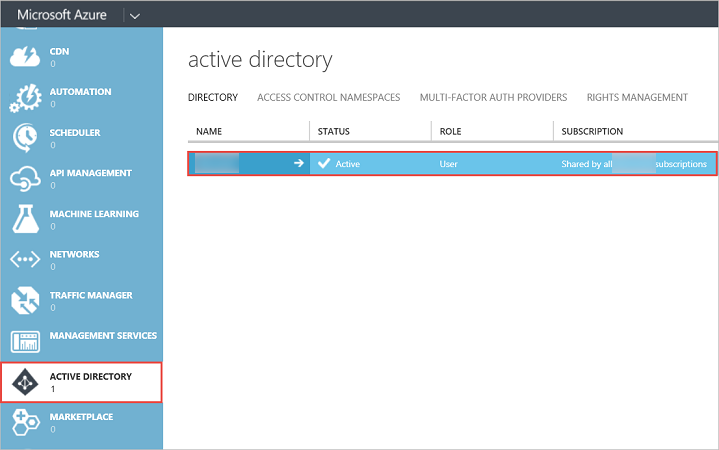 Microsoft Azure
CDN
0
AUTOMATION
0
SCHEDULER
0
API MANAGEMENT
0
MACHINE LEARNING
0
NETWORKS
0
TRAFFIC MANAGER
0
MANAGEMENT SERVICES
ACTIVE DIRECTORY
1
MARKETPLACE
0
active directory
DIRECTORY ACCESS CONTROL NAMESPACES MULTI-FACTOR AUTH PROVIDERS RIGHTS MANAGEMENT
NAME STATUS ROLE SUBSCRIPTION
Active User Shared by all subscriptions